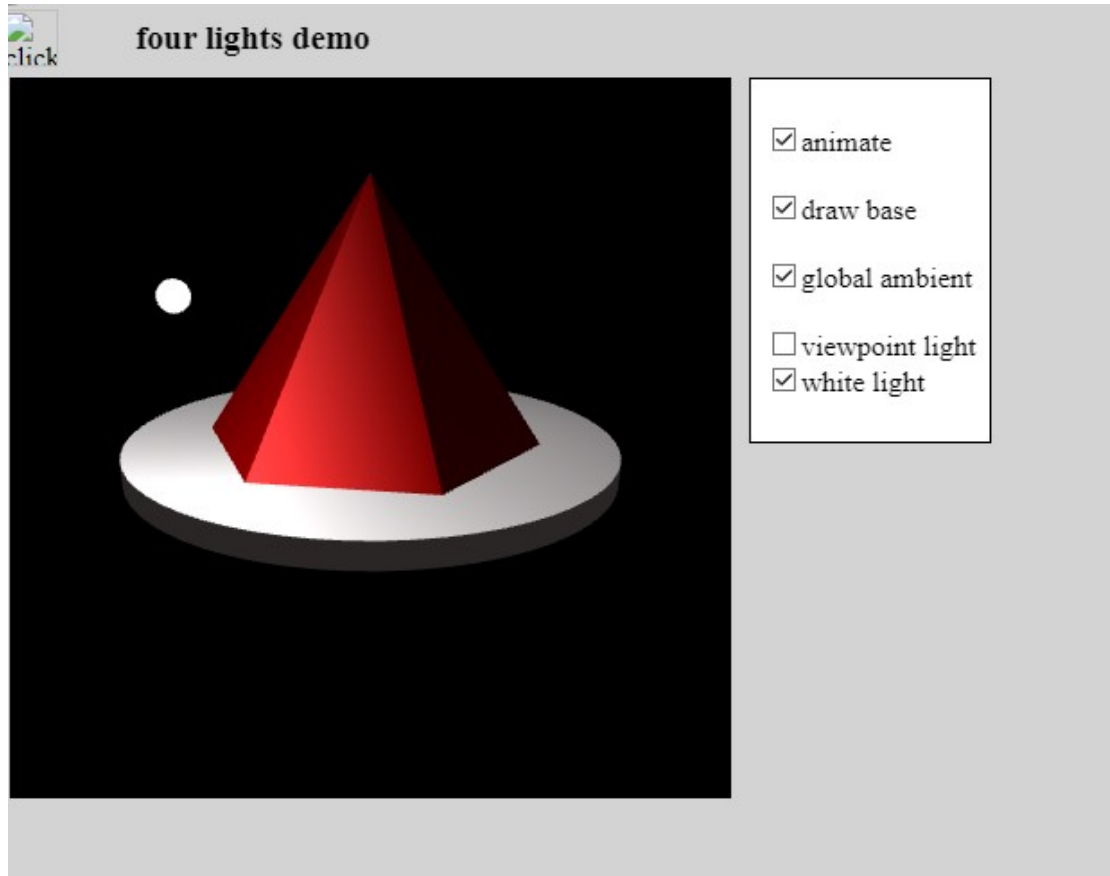 click
four lights demo
animate
draw base
global ambient
viewpoint light
white light